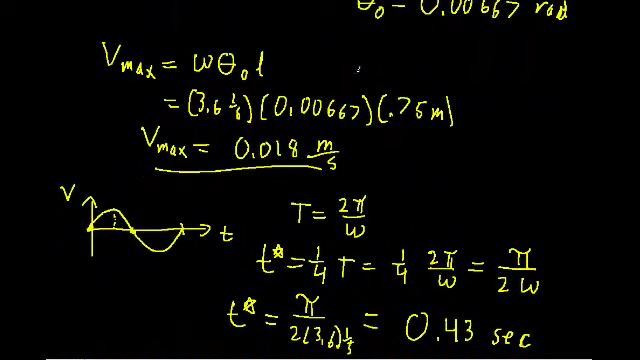 θ₀ = 0.00667 rad
Vmax = ωθ₀l
= (3.6 1/s)(0.00667)(.75m)
Vmax = 0.018 m/s
V
t
T = 2π/ω
t* = 1/4 T = 1/4 2π/ω = π/2ω
t* = π/2(3.6)1/s = 0.43 sec